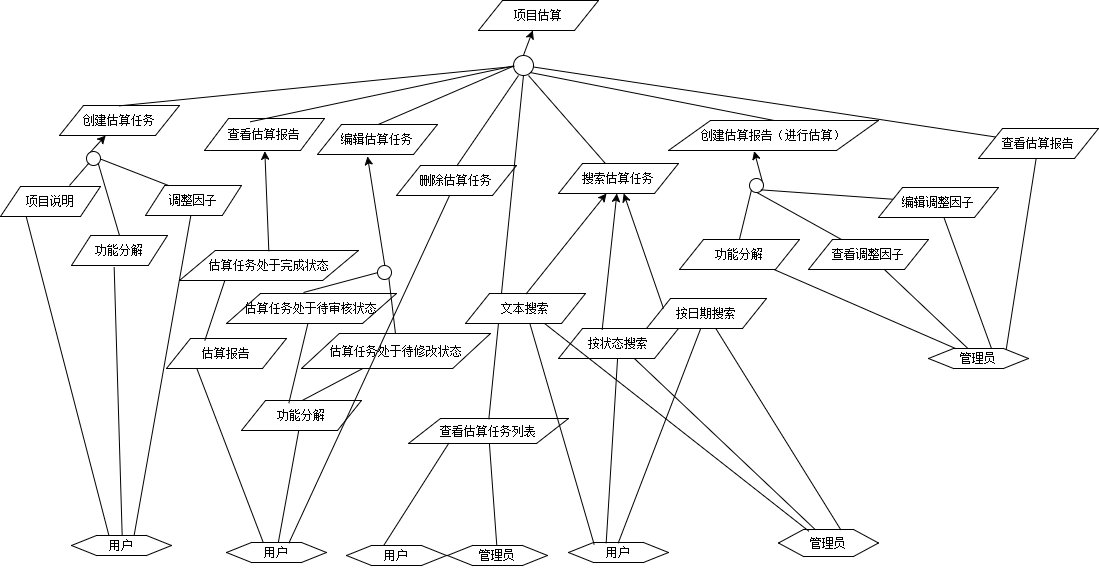 项目估算
创建估算任务
查看估算报告
编辑估算任务
创建估算报告（进行估算）
查看估算报告
删除估算任务
搜索估算任务
项目说明
调整因子
编辑调整因子
功能分解
功能分解
查看调整因子
估算任务处于完成状态
估算任务处于待审核状态
文本搜索
按日期搜索
按状态搜索
估算报告
估算任务处于待修改状态
管理员
功能分解
查看估算任务列表
用户
用户
用户
管理员
用户
管理员